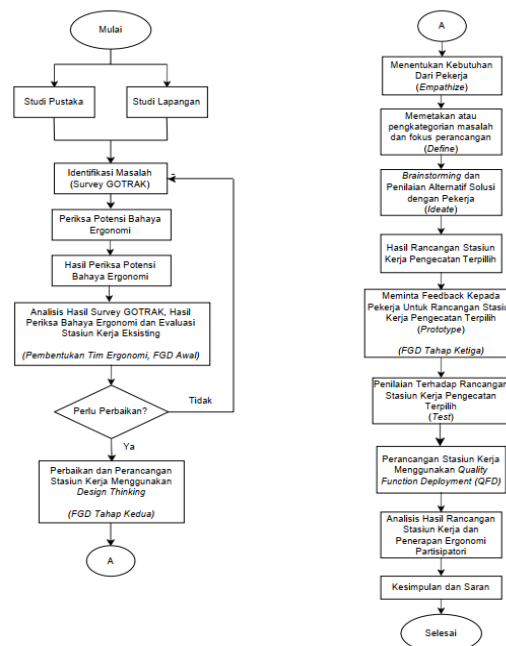 Mulai
Studi Pustaka
Studi Lapangan
Identifikasi Masalah
(Survey GOTRAK)
Periksa Potensi Bahaya
Ergonomi
Hasil Periksa Potensi
Bahaya Ergonomi
Analisis Hasil Survey GOTRAK, Hasil
Periksa Bahaya Ergonomi dan Evaluasi
Stasiun Kerja Eksisting
(Pembentukan Tim Ergonomi, FGD Awal)
Perlu Perbaikan?
Tidak
Ya
Perbaikan dan Perancangan
Stasiun Kerja Menggunakan
Design Thinking
(FGD Tahap Kedua)
A
A
Menentukan Kebutuhan
Dari Pekerja
(Empathize)
Memetakan atau
pengkategorian masalah
dan fokus perancangan
(Define)
Brainstorming dan
Penilaian Alternatif Solusi
dengan Pekerja
(Ideate)
Hasil Rancangan Stasiun
Kerja Pengecatan Terpillih
Meminta Feedback Kepada
Pekerja Untuk Rancangan Stasiu
Kerja Pengecatan Terpilih
(Prototype)
(FGD Tahap Ketiga)
Penilaian Terhadap Rancangan
Stasiun Kerja Pengecatan
Terpilih
(Test)
Perancangan Stasiun Kerja
Menggunakan Quality
Function Deployment (QFD)
Analisis Hasil Rancangan
Stasiun Kerja dan
Penerapan Ergonomi
Partisipatori
Kesimpulan dan Saran
Selesai